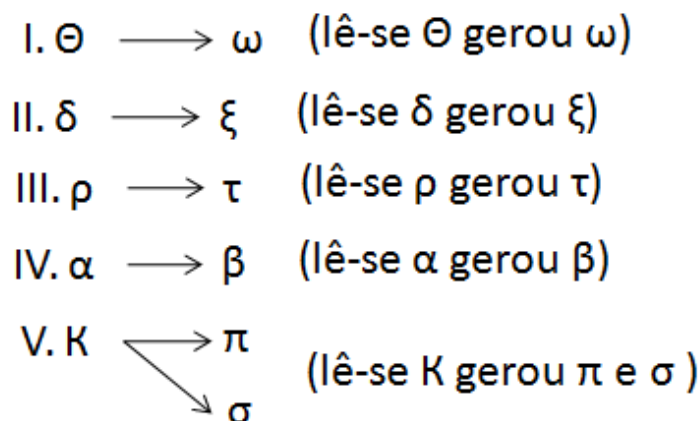 I. Θ ⟶ ω (lê-se Θ gerou ω)
II. δ ⟶ ξ (lê-se δ gerou ξ)
III. ρ ⟶ τ (lê-se ρ gerou τ)
IV. α ⟶ β (lê-se α gerou β)
V. K ⟶ π
(lê-se K gerou π e σ )
σ